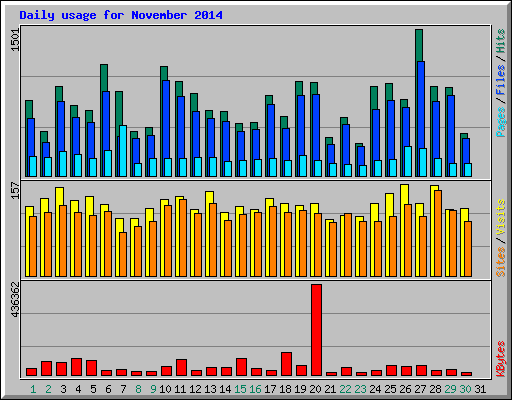 Daily usage for November 2014
1501
Pages / Files / Hits
157
Sites / Visits
436362
KBytes
1 2 3 4 5 6 7 8 9 10 11 12 13 14 15 16 17 18 19 20 21 22 23 24 25 26 27 28 29 30 31